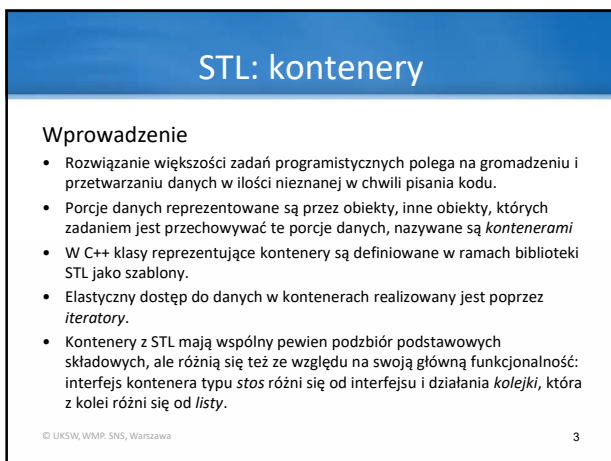 STL: kontenery
Wprowadzenie
• Rozwiązanie większości zadań programistycznych polega na gromadzeniu i
przetwarzaniu danych w ilości nieznanej w chwili pisania kodu.
• Porcje danych reprezentowane są przez obiekty, inne obiekty, których
zadaniem jest przechowywać te porcje danych, nazywane są kontenerami
• W C++ klasy reprezentujące kontenery są definiowane w ramach biblioteki
STL jako szablony.
• Elastyczny dostęp do danych w kontenerach realizowany jest poprzez
iteratory.
• Kontenery z STL mają wspólny pewien podzbiór podstawowych
składowych, ale różnią się też ze względu na swoją główną funkcjonalność:
interfejs kontenera typu stos różni się od interfejsu i działania kolejki, która
z kolei różni się od listy.
© UKSW, WMP. SNS, Warszawa
3